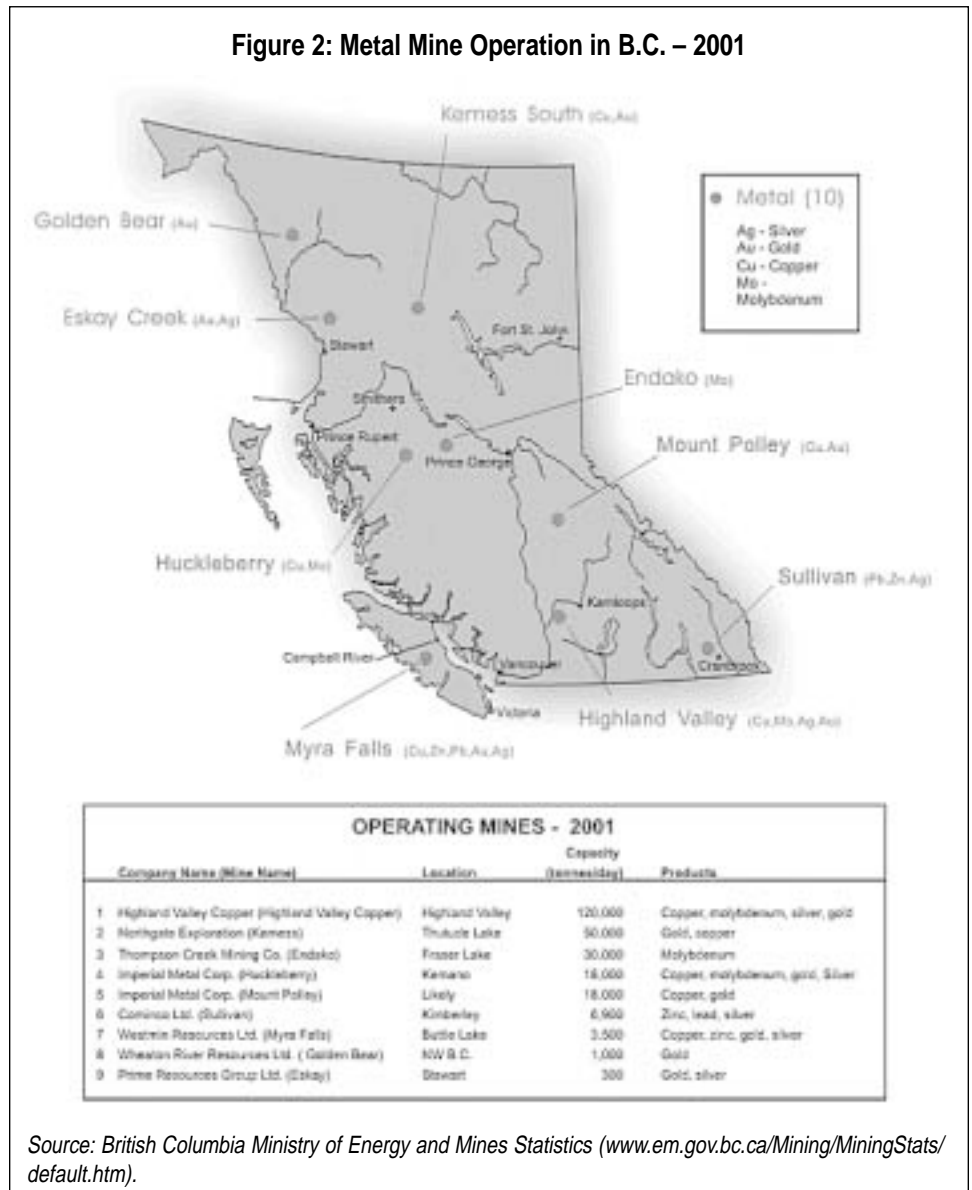 Figure 2: Metal Mine Operation in B.C. – 2001
Kemess South (Cu,Au)
Golden Bear (Au)
Metal (10)
Ag - Silver
Au - Gold
Cu - Copper
Mo -
Molybdenum
Eskay Creek (Au,Ag)
Fort St. John
Stewart
Endako (Mo)
Smithers
Prince Rupert
Mount Polley (Cu,Au)
Prince George
Huckleberry (Cu,Mo)
Sullivan (Pb,Zn,Ag)
Kamloops
Campbell River
Vancouver
Cranbrook
Victoria
Highland Valley (Cu,Mo,Ag,Au)
Myra Falls (Cu,Zn,Pb,Au,Ag)
OPERATING MINES - 2001
Capacity
Company Name (Mine Name) Location (tonnes/day) Products
1 Highland Valley Copper (Highland Valley Copper) Highland Valley 120,000 Copper, molybdenum, silver, gold
2 Northgate Exploration (Kemess) Thutude Lake 50,000 Gold, copper
3 Thompson Creek Mining Co. (Endako) Fraser Lake 30,000 Molybdenum
4 Imperial Metal Corp. (Huckleberry) Kemano 18,000 Copper, molybdenum, gold, Silver
5 Imperial Metal Corp. (Mount Polley) Likely 18,000 Copper, gold
6 Cominco Ltd. (Sullivan) Kimberley 6,900 Zinc, lead, silver
7 Westmin Resources Ltd. (Myra Falls) Buttle Lake 3,500 Copper, zinc, gold, silver
8 Wheaton River Resources Ltd. ( Golden Bear) NW B.C. 1,000 Gold
9 Prime Resources Group Ltd. (Eskay) Stewart 300 Gold, silver
Source: British Columbia Ministry of Energy and Mines Statistics (www.em.gov.bc.ca/Mining/MiningStats/
default.htm).